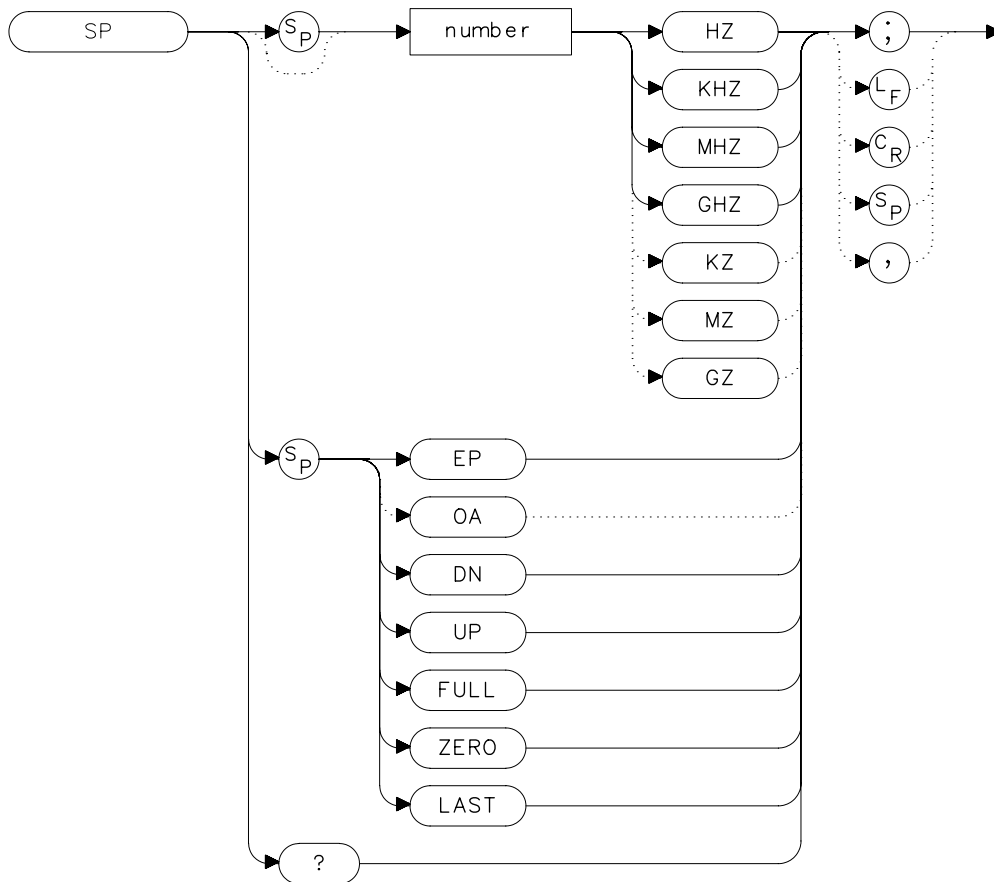 SP
SP
number
HZ
;
KHZ
LF
MHZ
CR
GHZ
SP
KZ
,
MZ
GZ
SP
EP
OA
DN
UP
FULL
ZERO
LAST
?